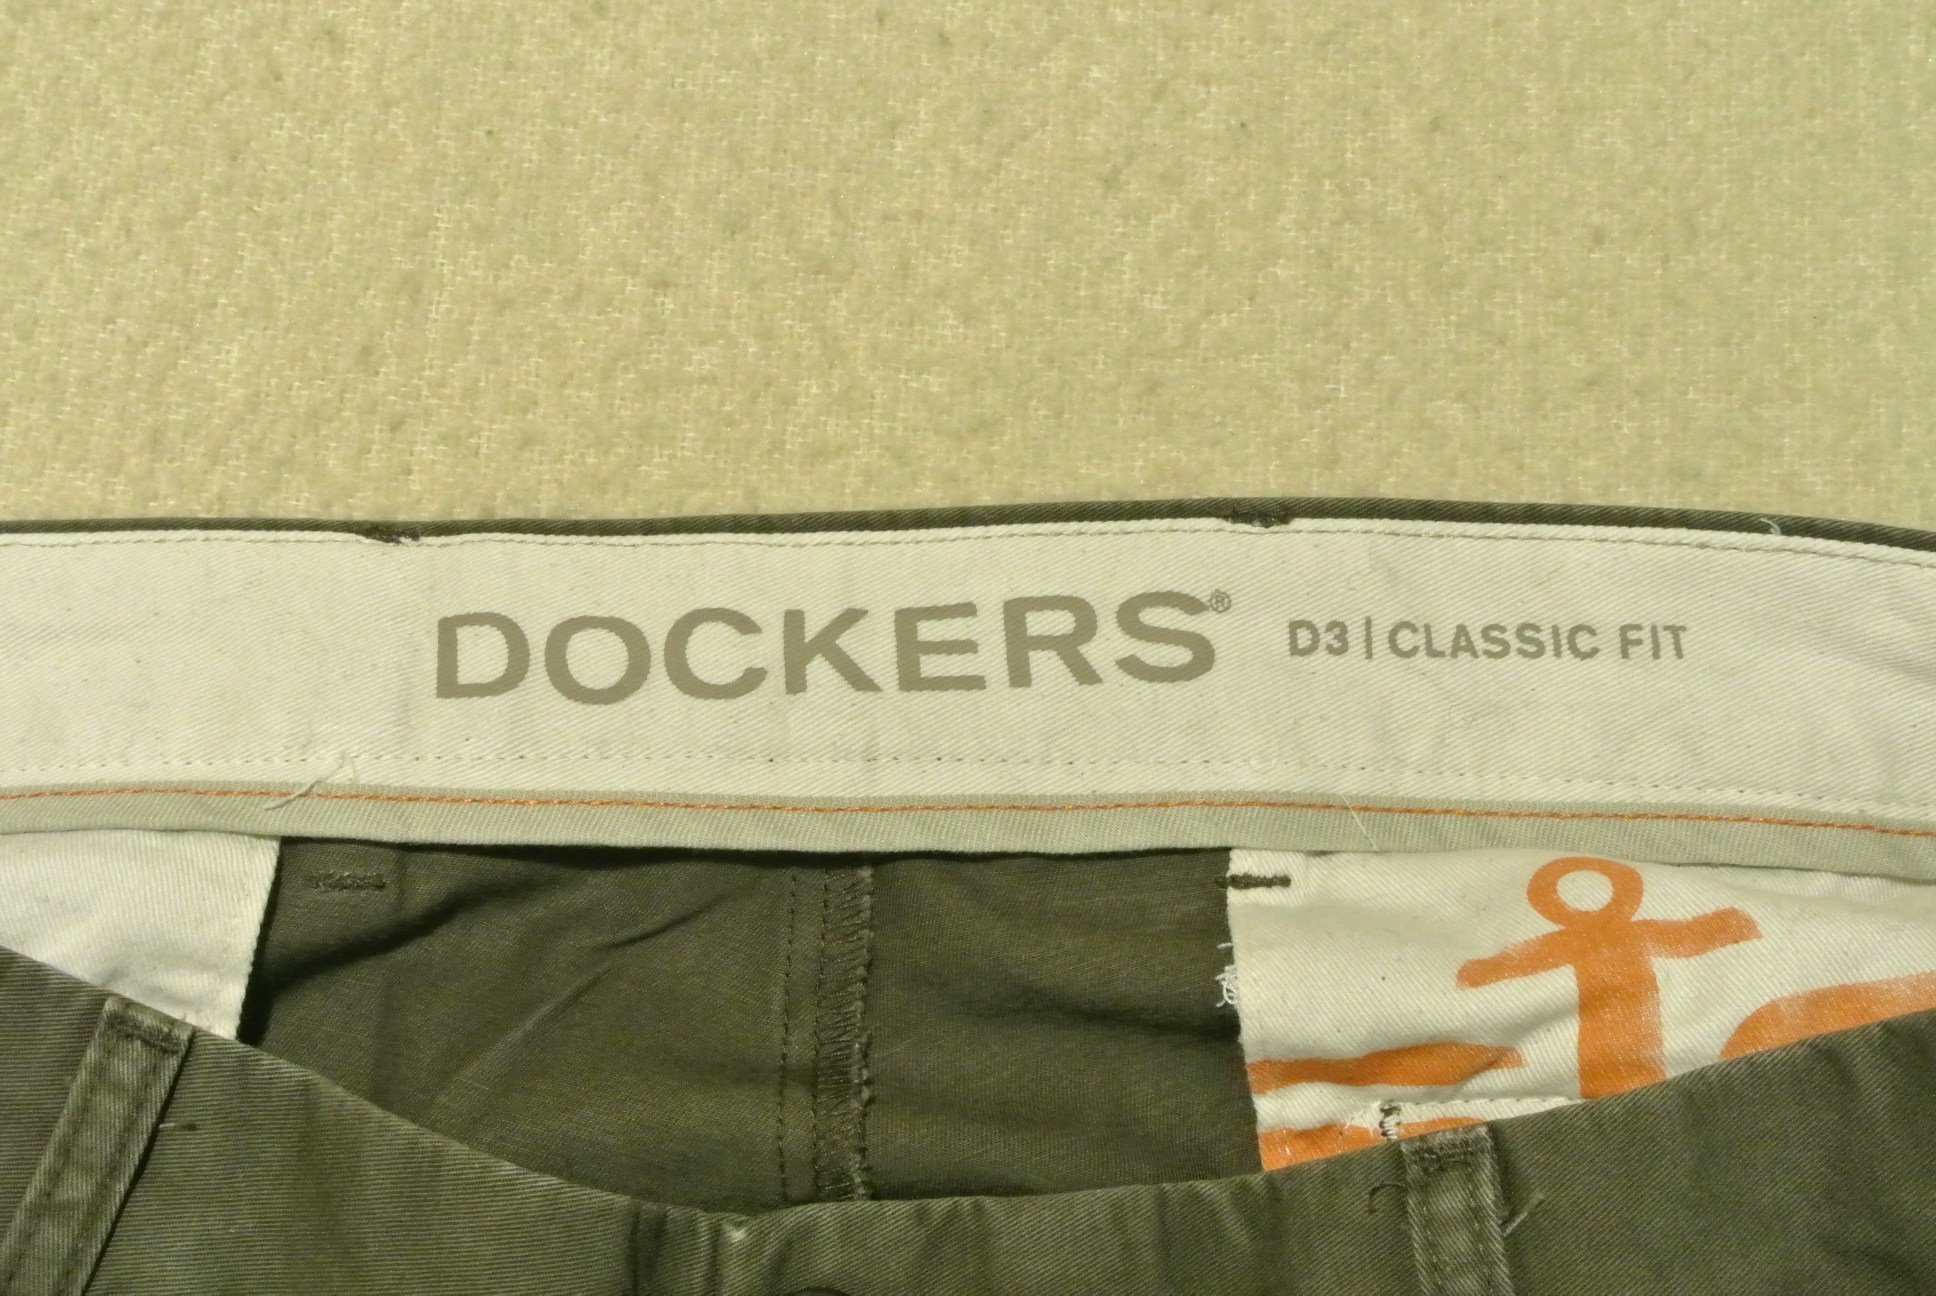 DOCKERS® D3 | CLASSIC FIT